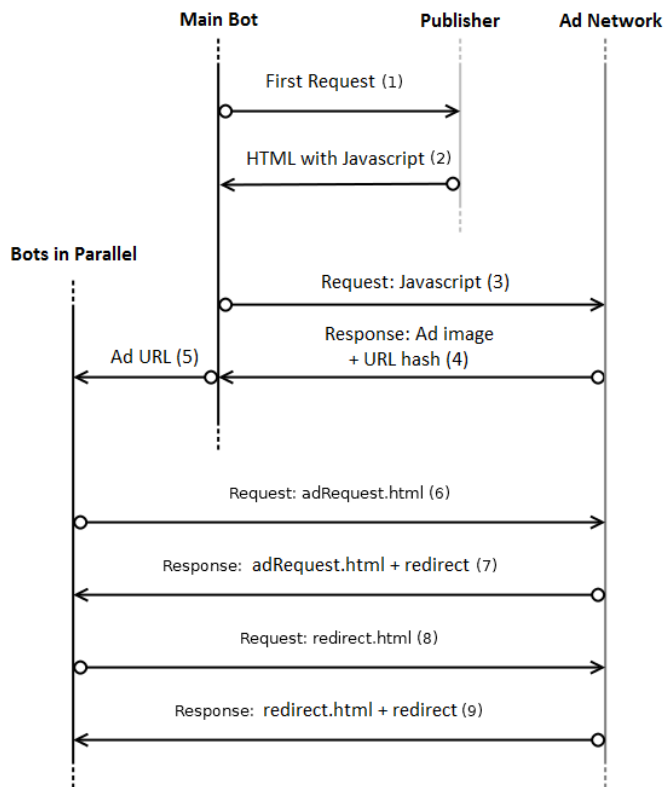 Main Bot
Publisher
Ad Network
First Request (1)
HTML with Javascript (2)
Bots in Parallel
Request: Javascript (3)
Response: Ad image
+ URL hash (4)
Ad URL (5)
Request: adRequest.html (6)
Response: adRequest.html + redirect (7)
Request: redirect.html (8)
Response: redirect.html + redirect (9)